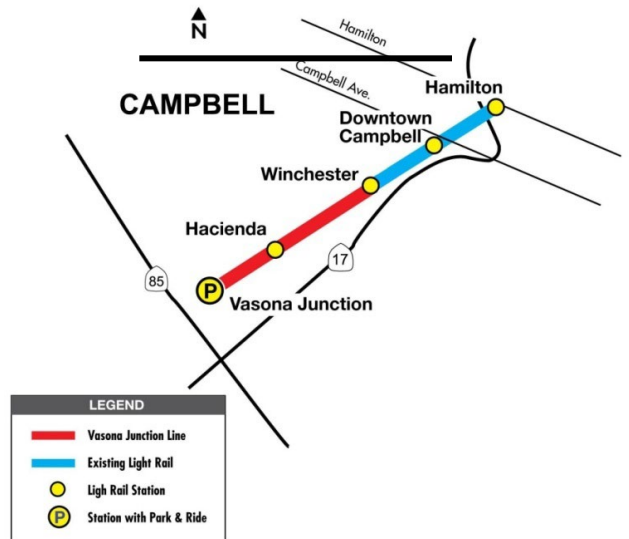 N
Hamilton
Campbell Ave.
CAMPBELL
Hamilton
Downtown
Campbell
Winchester
Hacienda
17
85
P
Vasona Junction
LEGEND
Vasona Junction Line
Existing Light Rail
Ligh Rail Station
P
Station with Park & Ride